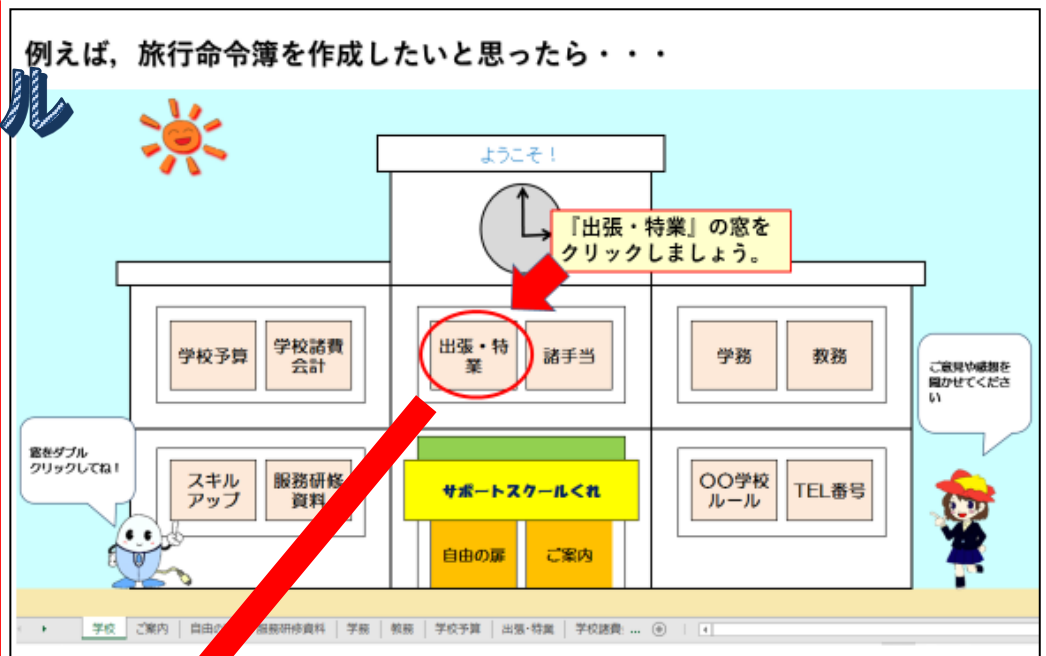 例えば，旅行命令簿を作成したいと思ったら・・・
ル
ようこそ！
『出張・特業』の窓を
クリックしましょう。
学校予算
学校諸費
会計
出張・特
業
諸手当
学務
教務
ご意見や感想を
聞かせてくださ
い
窓をダブル
クリックしてね！
スキル
アップ
服務研修
資料
サポートスクールくれ
〇〇学校
ルール
TEL番号
自由の扉
ご案内
学校 ご案内 自由の 服務研修資料 学務 教務 学校予算 出張・特業 学校諸費 ...